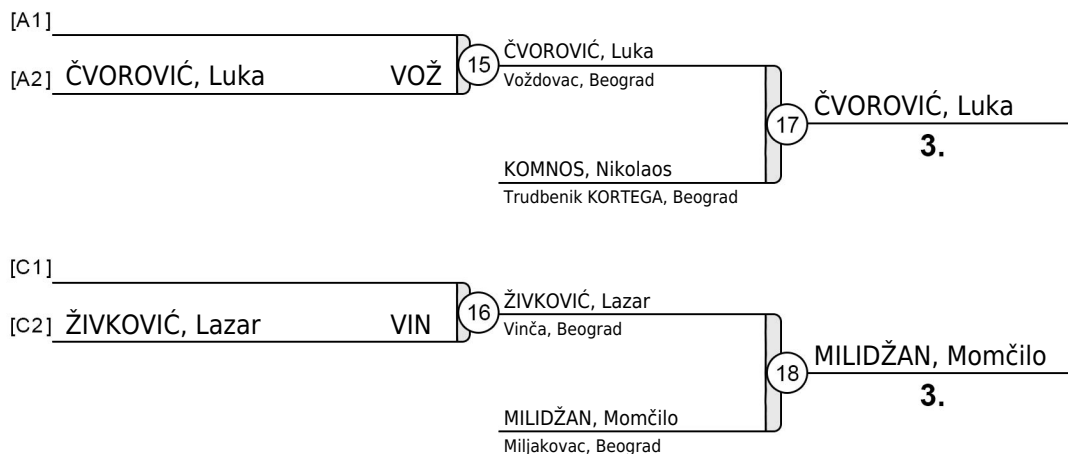 [A1]
[A2] ČVOROVIĆ, Luka VOŽ
15
ČVOROVIĆ, Luka
Voždovac, Beograd
KOMNOS, Nikolaos
Trudbenik KORTEGA, Beograd
17
ČVOROVIĆ, Luka
3.
[C1]
[C2] ŽIVKOVIĆ, Lazar VIN
16
ŽIVKOVIĆ, Lazar
Vinča, Beograd
MILIDŽAN, Momčilo
Miljakovac, Beograd
18
MILIDŽAN, Momčilo
3.